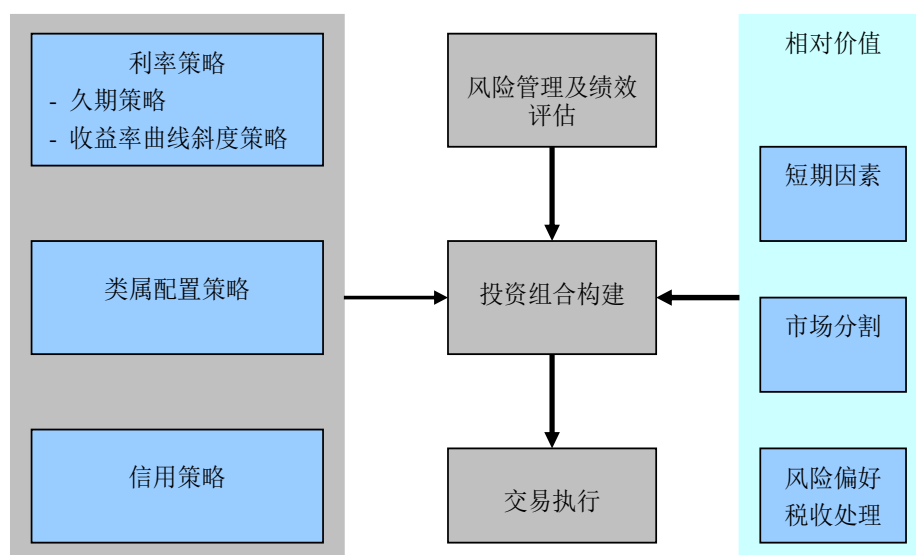 利率策略
- 久期策略
- 收益率曲线斜度策略
类属配置策略
信用策略
风险管理及绩效
评估
投资组合构建
交易执行
相对价值
短期因素
市场分割
风险偏好
税收处理